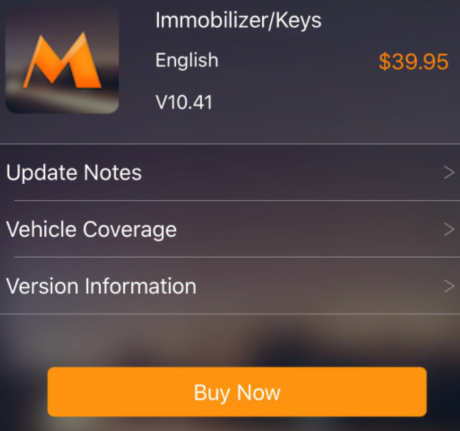 Immobilizer/Keys
English
$39.95
V10.41
Update Notes
Vehicle Coverage
Version Information
Buy Now